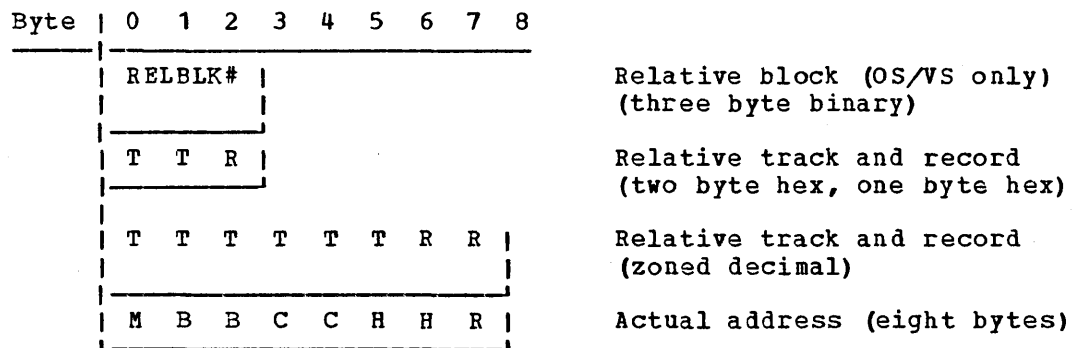 Byte | 0 1 2 3 4 5 6 7 8
RELBLK# Relative block (OS/VS only)
(three byte binary)
T T R Relative track and record
(two byte hex, one byte hex)
T T T T T T R R Relative track and record
(zoned decimal)
M B B C C H H R Actual address (eight bytes)